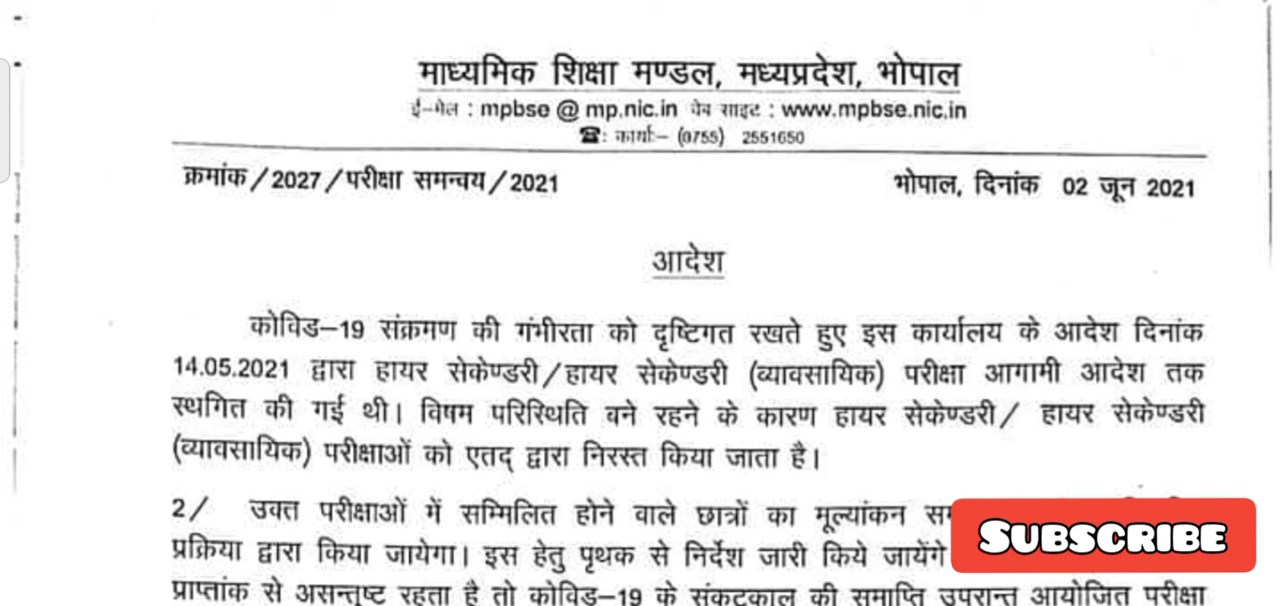 माध्यमिक शिक्षा मण्डल, मध्यप्रदेश, भोपाल
ई–मेल : mpbse @ mp.nic.in वेब साइट : www.mpbse.nic.in
☎: कार्या:– (0755) 2551650
क्रमांक/2027/परीक्षा समन्वय/2021 भोपाल, दिनांक 02 जून 2021
आदेश
कोविड–19 संक्रमण की गंभीरता को दृष्टिगत रखते हुए इस कार्यालय के आदेश दिनांक
14.05.2021 द्वारा हायर सेकेण्डरी/हायर सेकेण्डरी (व्यावसायिक) परीक्षा आगामी आदेश तक
स्थगित की गई थी। विषम परिस्थिति बने रहने के कारण हायर सेकेण्डरी/ हायर सेकेण्डरी
(व्यावसायिक) परीक्षाओं को एतद् द्वारा निरस्त किया जाता है।
2/ उक्त परीक्षाओं में सम्मिलित होने वाले छात्रों का मूल्यांकन
प्रक्रिया द्वारा किया जायेगा। इस हेतु पृथक से निर्देश जारी किये जायेंगे
प्राप्तांक से असन्तुष्ट रहता है तो कोविड–19 के संकटकाल की समाप्ति उपरान्त आयोजित परीक्षा
SUBSCRIBE